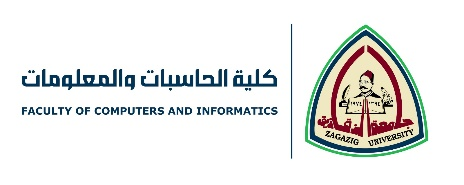 كلية الحاسبات والمعلومات
FACULTY OF COMPUTERS AND INFORMATICS
ZAGAZIG UNIVERSITY